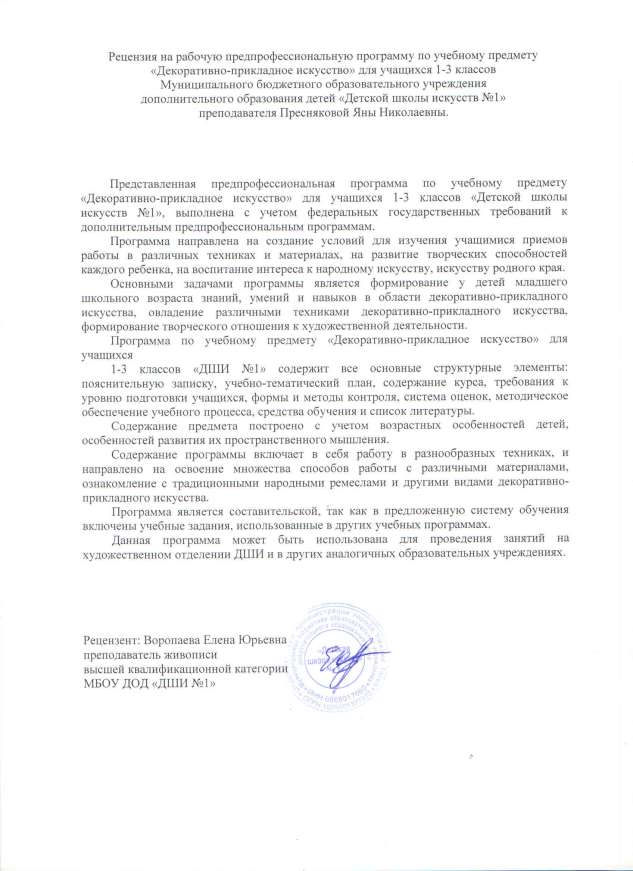 Рецензия на рабочую предпрофессиональную программу по учебному предмету
«Декоративно-прикладное искусство» для учащихся 1-3 классов
Муниципального бюджетного образовательного учреждения
дополнительного образования детей «Детской школы искусств №1»
преподавателя Пресняковой Яны Николаевны.
Представленная предпрофессиональная программа по учебному предмету
«Декоративно-прикладное искусство» для учащихся 1-3 классов «Детской школы
искусств №1», выполнена с учетом федеральных государственных требований к
дополнительным предпрофессиональным программам.
Программа направлена на создание условий для изучения учащимися приемов
работы в различных техниках и материалах, на развитие творческих способностей
каждого ребенка, на воспитание интереса к народному искусству, искусству родного края.
Основными задачами программы является формирование у детей младшего
школьного возраста знаний, умений и навыков в области декоративно-прикладного
искусства, овладение различными техниками декоративно-прикладного искусства,
формирование творческого отношения к художественной деятельности.
Программа по учебному предмету «Декоративно-прикладное искусство» для
учащихся
1-3 классов «ДШИ №1» содержит все основные структурные элементы:
пояснительную записку, учебно-тематический план, содержание курса, требования к
уровню подготовки учащихся, формы и методы контроля, система оценок, методическое
обеспечение учебного процесса, средства обучения и список литературы.
Содержание предмета построено с учетом возрастных особенностей детей,
особенностей развития их пространственного мышления.
Содержание программы включает в себя работу в разнообразных техниках, и
направлено на освоение множества способов работы с различными материалами,
ознакомление с традиционными народными ремеслами и другими видами декоративно-
прикладного искусства.
Программа является составительской, так как в предложенную систему обучения
включены учебные задания, использованные в других учебных программах.
Данная программа может быть использована для проведения занятий на
художественном отделении ДШИ и в других аналогичных образовательных учреждениях.
Рецензент: Воропаева Елена Юрьевна
преподаватель живописи
высшей квалификационной категории
МБОУ ДОД «ДШИ №1»